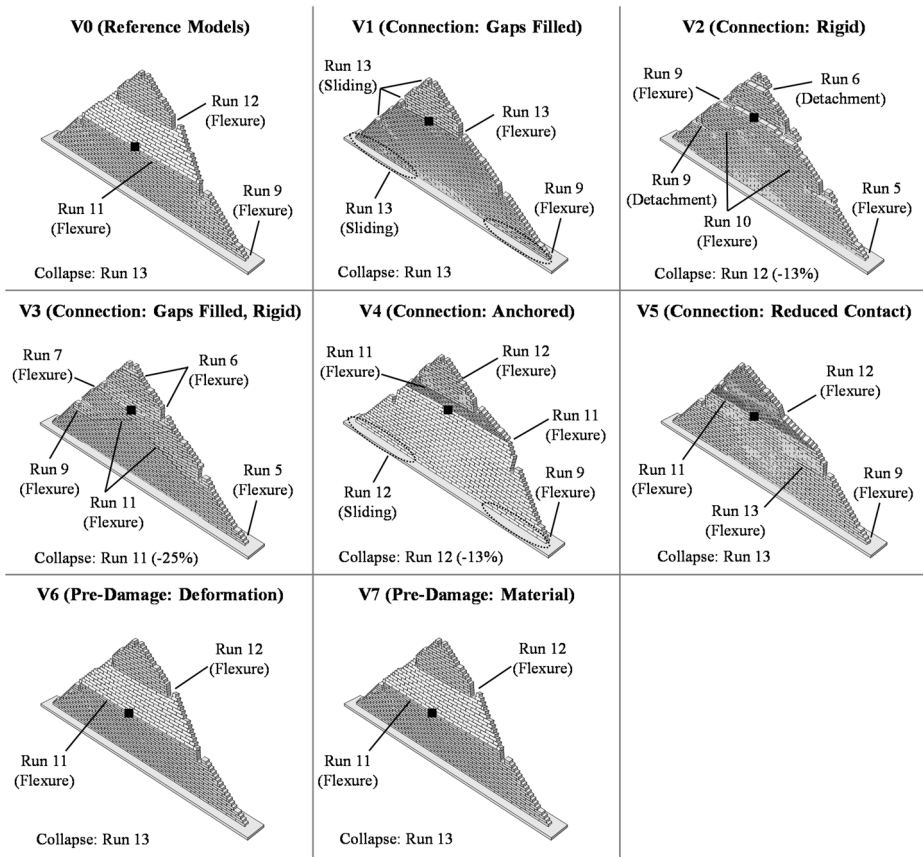 V0 (Reference Models)
Run 12
(Flexure)
Run 9
(Flexure)
Run 11
(Flexure)
Collapse: Run 13
V1 (Connection: Gaps Filled)
Run 13
(Sliding)
Run 13
(Flexure)
Run 9
(Flexure)
Run 13
(Sliding)
Collapse: Run 13
V2 (Connection: Rigid)
Run 9
(Flexure)
Run 6
(Detachment)
Run 9
(Detachment)
Run 10
(Flexure)
Run 5
(Flexure)
Collapse: Run 12 (-13%)
V3 (Connection: Gaps Filled, Rigid)
Run 7
(Flexure)
Run 6
(Flexure)
Run 9
(Flexure)
Run 11
(Flexure)
Run 5
(Flexure)
Collapse: Run 11 (-25%)
V4 (Connection: Anchored)
Run 11
(Flexure)
Run 12
(Flexure)
Run 11
(Flexure)
Run 12
(Sliding)
Run 9
(Flexure)
Collapse: Run 12 (-13%)
V5 (Connection: Reduced Contact)
Run 12
(Flexure)
Run 11
(Flexure)
Run 13
(Flexure)
Run 9
(Flexure)
Collapse: Run 13
V6 (Pre-Damage: Deformation)
Run 12
(Flexure)
Run 11
(Flexure)
Collapse: Run 13
V7 (Pre-Damage: Material)
Run 12
(Flexure)
Run 11
(Flexure)
Collapse: Run 13